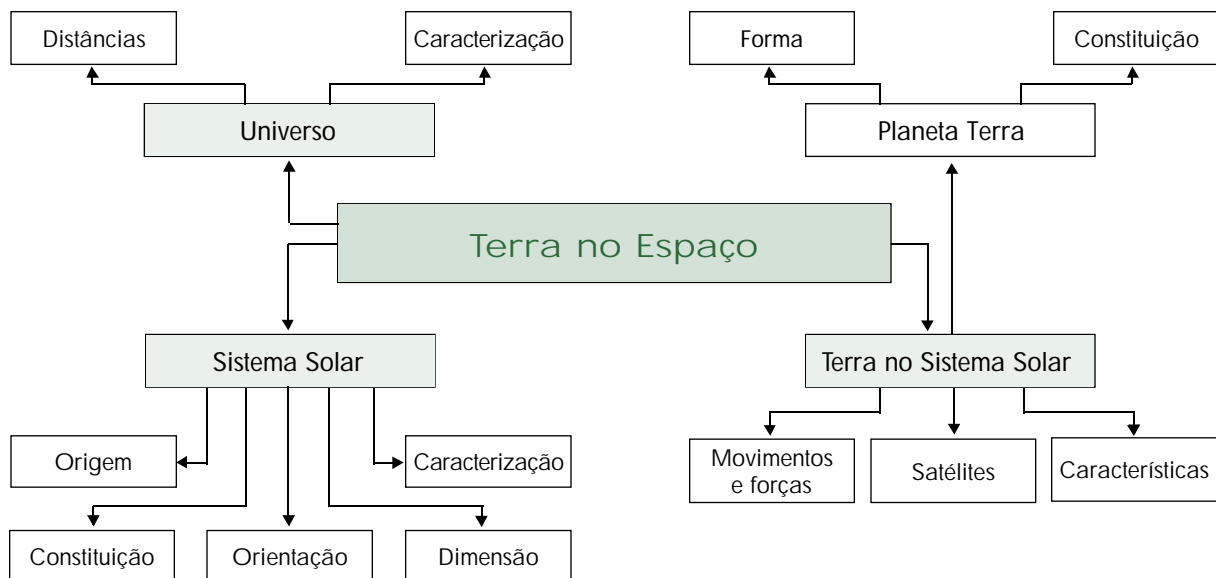 Distâncias
Caracterização
Forma
Constituição
Universo
Planeta Terra
Terra no Espaço
Sistema Solar
Terra no Sistema Solar
Origem
Caracterização
Movimentos
e forças
Satélites
Características
Constituição
Orientação
Dimensão